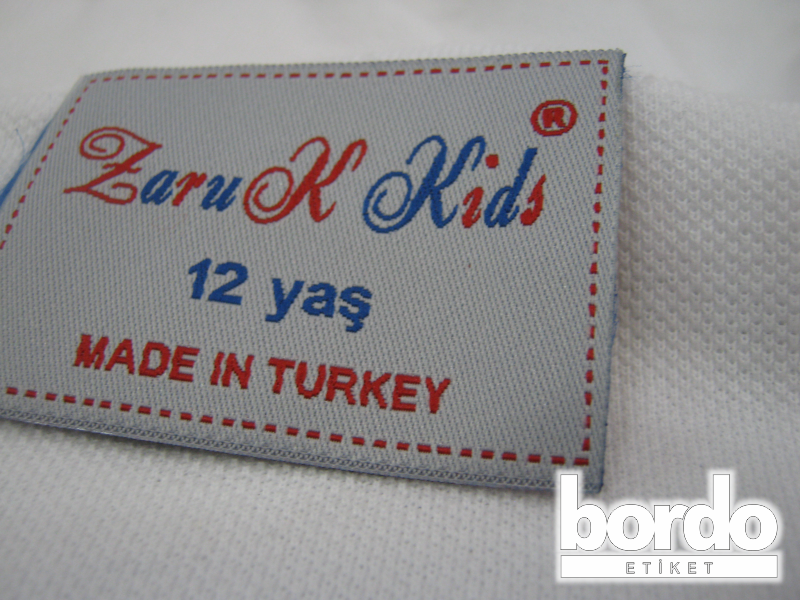 ZaruK Kids ®
12 yaş
MADE IN TURKEY
bordo
ETİKET